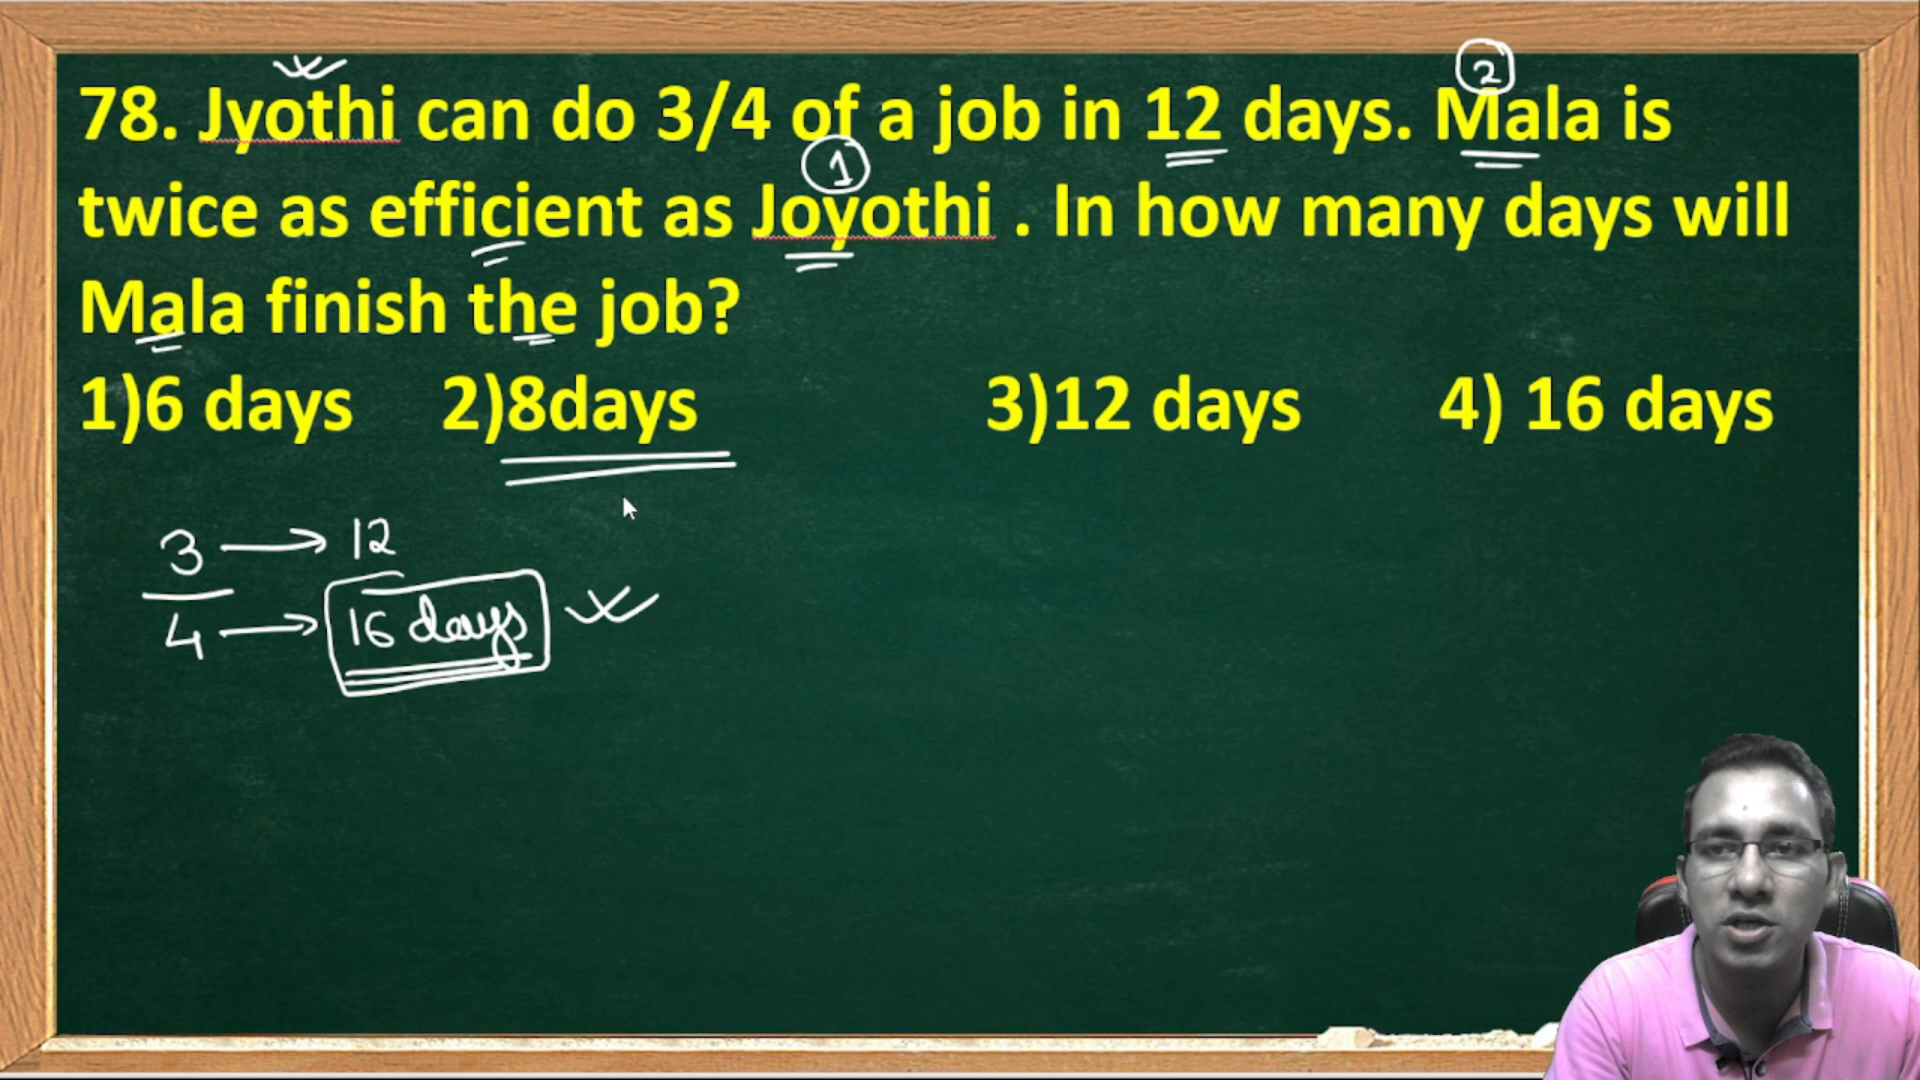 2
78. Jyothi can do 3/4 of a job in 12 days. Mala is
1
twice as efficient as Joyothi . In how many days will
Mala finish the job?
1)6 days 2)8days 3)12 days 4) 16 days
3 → 12
4 → 16 days